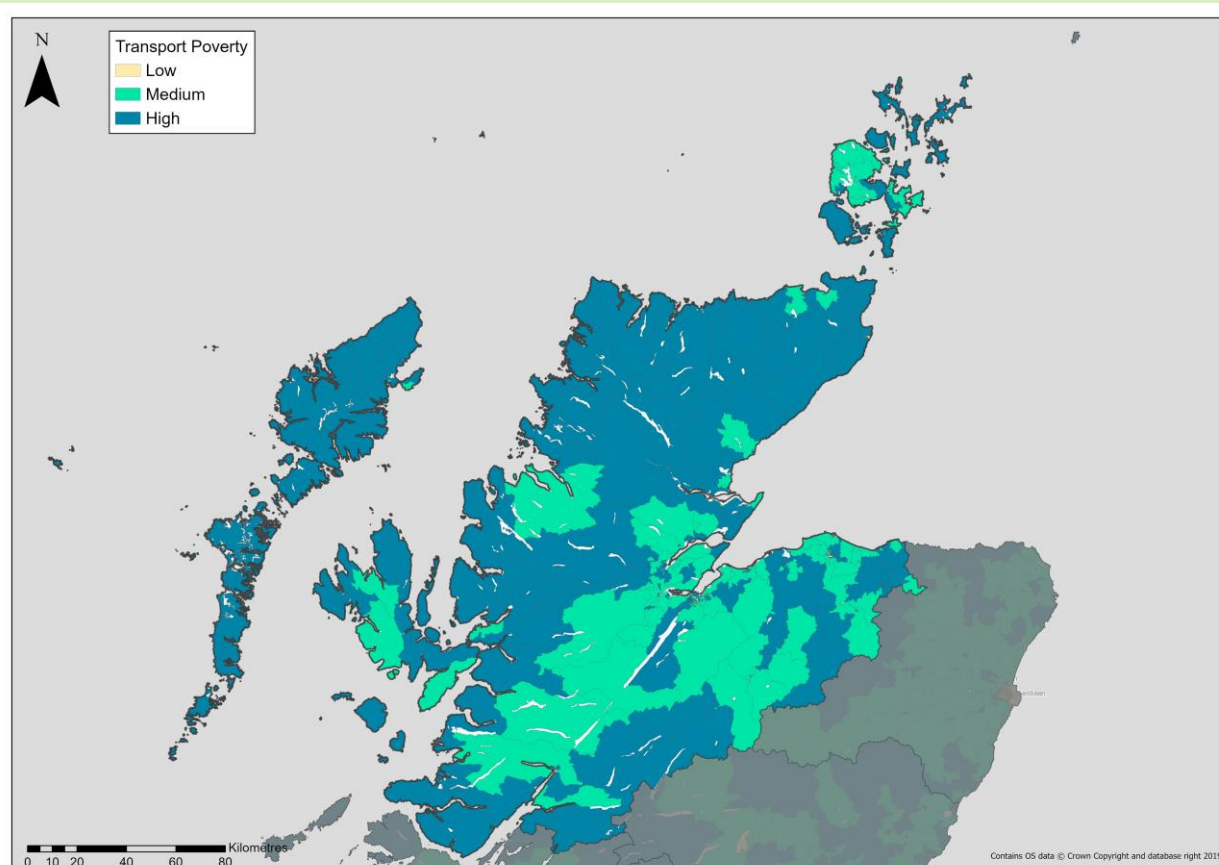 N
Transport Poverty
Low
Medium
High
Kilometres
0 10 20 40 60 80
Contains OS data © Crown Copyright and database right 2019